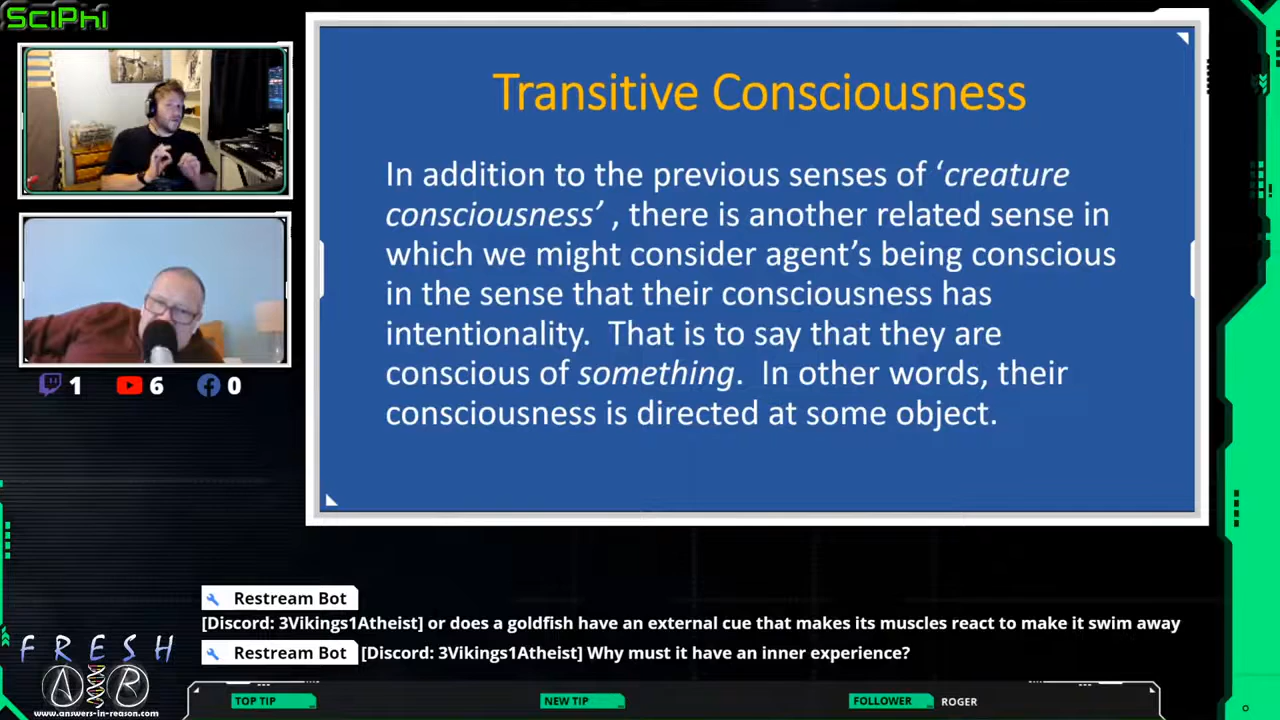 SCIPHI
Transitive Consciousness
In addition to the previous senses of ‘creature
consciousness’ , there is another related sense in
which we might consider agent’s being conscious
in the sense that their consciousness has
intentionality.  That is to say that they are
conscious of something.  In other words, their
consciousness is directed at some object.
1 6 0
Restream Bot
[Discord: 3Vikings1Atheist] or does a goldfish have an external cue that makes its muscles react to make it swim away
Restream Bot [Discord: 3Vikings1Atheist] Why must it have an inner experience?
FRESH
AiR
www.answers-in-reason.com
TOP TIP
NEW TIP
FOLLOWER ROGER